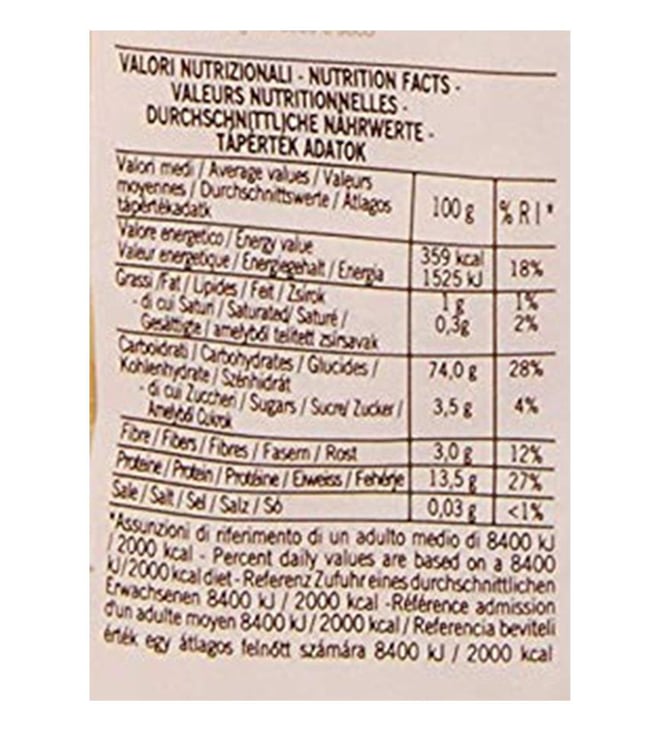 VALORI NUTRIZIONALI - NUTRITION FACTS -
VALEURS NUTRITIONNELLES -
DURCHSCHNITTLICHE NÄHRWERTE -
TÁPÉRTÉK ADATOK
Valori medi / Average values / Valeurs
moyennes / Durchschnittswerte / Átlagos
tápértékadatk
100 g % RI*
Valore energetico / Energy value
Valeur energetique / Energiegehalt / Energia
359 kcal
1525 kJ
18%
Grassi / Fat / Lipides / Fett / Zsírok 1 g 1%
- di cui Saturi / Saturated/ Saturé / 0,3g 2%
Gesättigte / amelyből telített zsírsavak
Carboidrati / Carbohydrates / Glucides / 74,0 g 28%
Kohlenhydrate / Szénhidrát
- di cui Zuccheri / Sugars / Sucre/ Zucker / 3,5 g 4%
Amelyből Cukrok
Fibre / Fibers / Fibres / Fasern / Rost 3,0 g 12%
Proteine / Protein / Protéine / Eiweiss / Fehérje 13,5 g 27%
Sale / Salt / Sel / Salz / Só 0,03 g <1%
*Assunzioni di riferimento di un adulto medio di 8400 kJ
/ 2000 kcal - Percent daily values are based on a 8400
kJ / 2000 kcal diet - Referenz Zufuhr eines durchschnittlichen
Erwachsenen 8400 kJ / 2000 kcal -Référence admission
d'un adulte moyen 8400 kJ / 2000 kcal / Referencia beviteli
érték egy átlagos felnőtt számára 8400 kJ / 2000 kcal